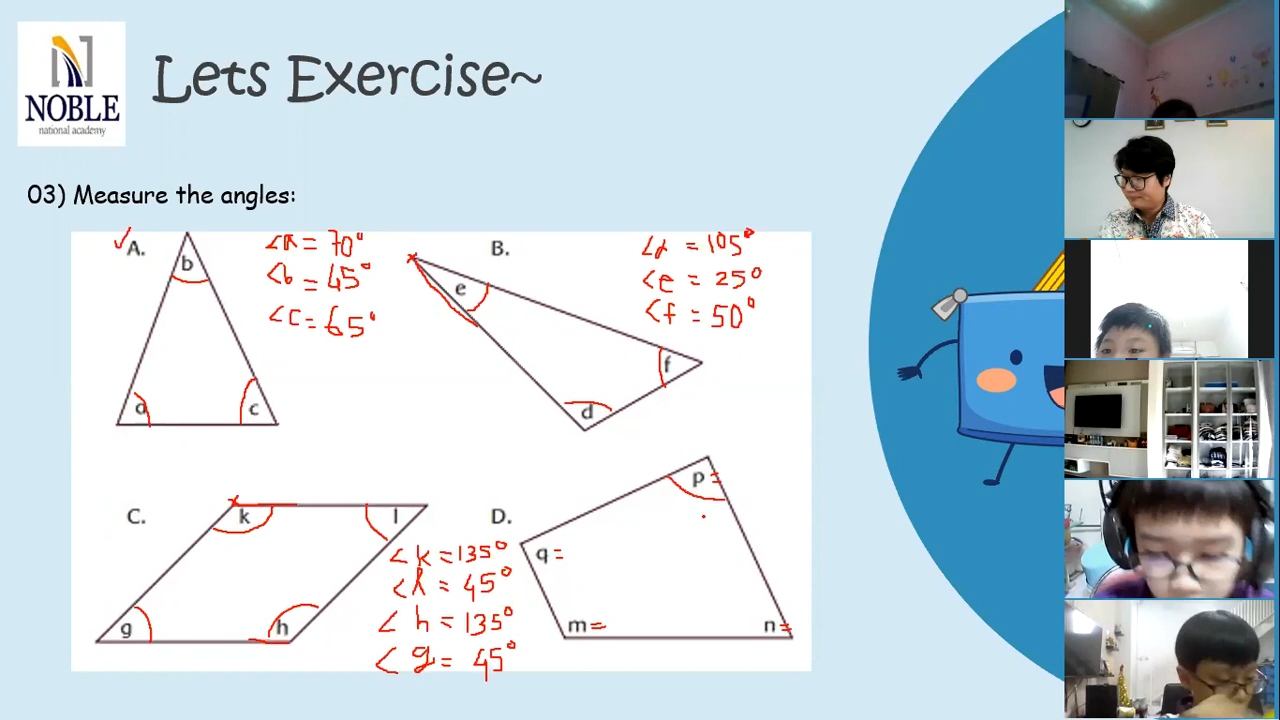 NOBLE
national academy
Lets Exercise~
03) Measure the angles:
A.
b
a
c
∠a = 70°
∠b = 45°
∠c = 65°
B.
e
f
d
∠d = 105°
∠e = 25°
∠f = 50°
C.
k
l
g
h
∠k = 135°
∠l = 45°
∠h = 135°
∠g = 45°
D.
p =
q =
m =
n =